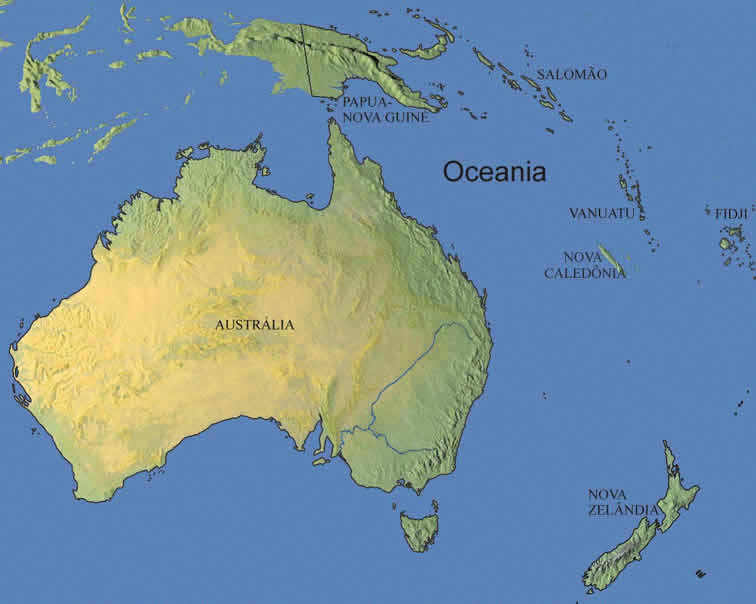 SALOMÃO
PAPUA-
NOVA GUINÉ
Oceania
VANUATU
FIDJI
NOVA
CALEDÔNIA
AUSTRÁLIA
NOVA
ZELÂNDIA